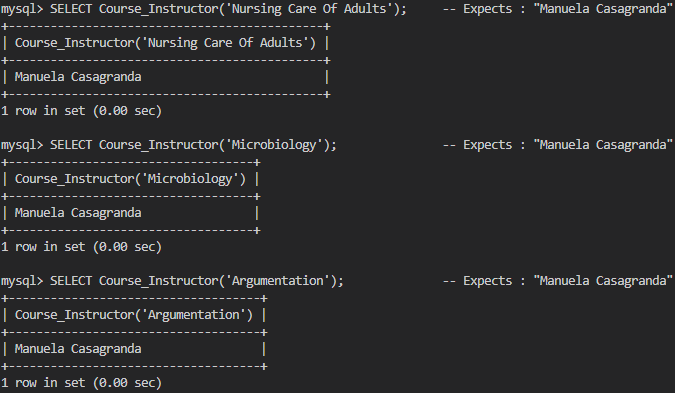 mysql> SELECT Course_Instructor('Nursing Care Of Adults');     -- Expects : "Manuela Casagranda"
+---------------------------------------------+
| Course_Instructor('Nursing Care Of Adults') |
+---------------------------------------------+
| Manuela Casagranda                          |
+---------------------------------------------+
1 row in set (0.00 sec)
mysql> SELECT Course_Instructor('Microbiology');               -- Expects : "Manuela Casagranda"
+-----------------------------------+
| Course_Instructor('Microbiology') |
+-----------------------------------+
| Manuela Casagranda                |
+-----------------------------------+
1 row in set (0.00 sec)
mysql> SELECT Course_Instructor('Argumentation');              -- Expects : "Manuela Casagranda"
+------------------------------------+
| Course_Instructor('Argumentation') |
+------------------------------------+
| Manuela Casagranda                 |
+------------------------------------+
1 row in set (0.00 sec)